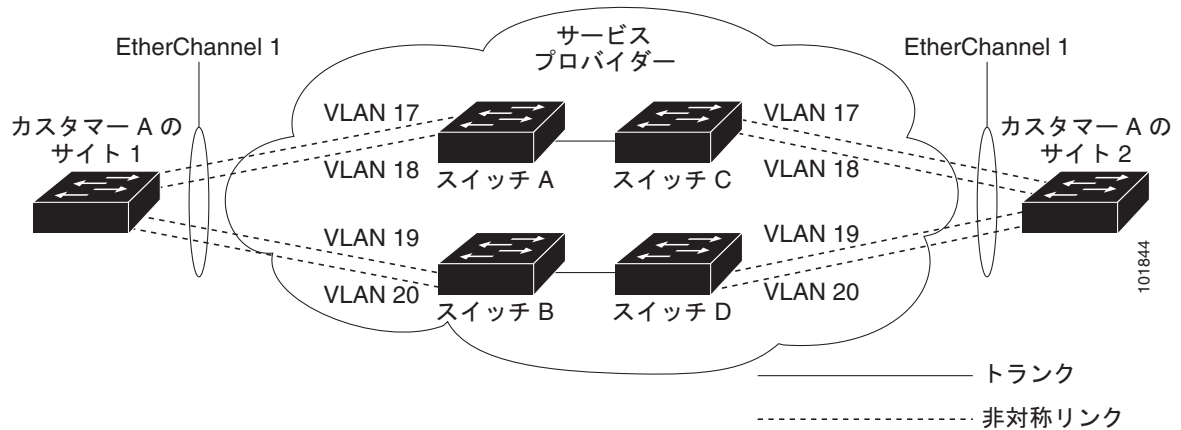 EtherChannel 1
サービス
プロバイダー
EtherChannel 1
カスタマー A の
サイト 1
VLAN 17
VLAN 18
スイッチ A
スイッチ C
VLAN 17
VLAN 18
カスタマー A の
サイト 2
VLAN 19
VLAN 20
スイッチ B
スイッチ D
VLAN 19
VLAN 20
101844
トランク
非対称リンク